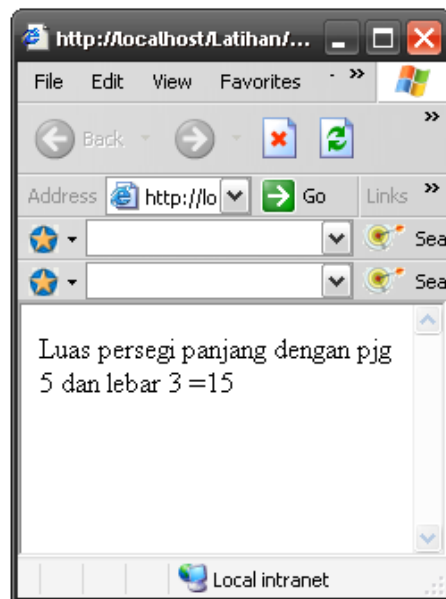 http://localhost/Latihan/...
File Edit View Favorites
Back
Address http://lo Go Links
Sea
Sea
Luas persegi panjang dengan pjg
5 dan lebar 3 =15
Local intranet